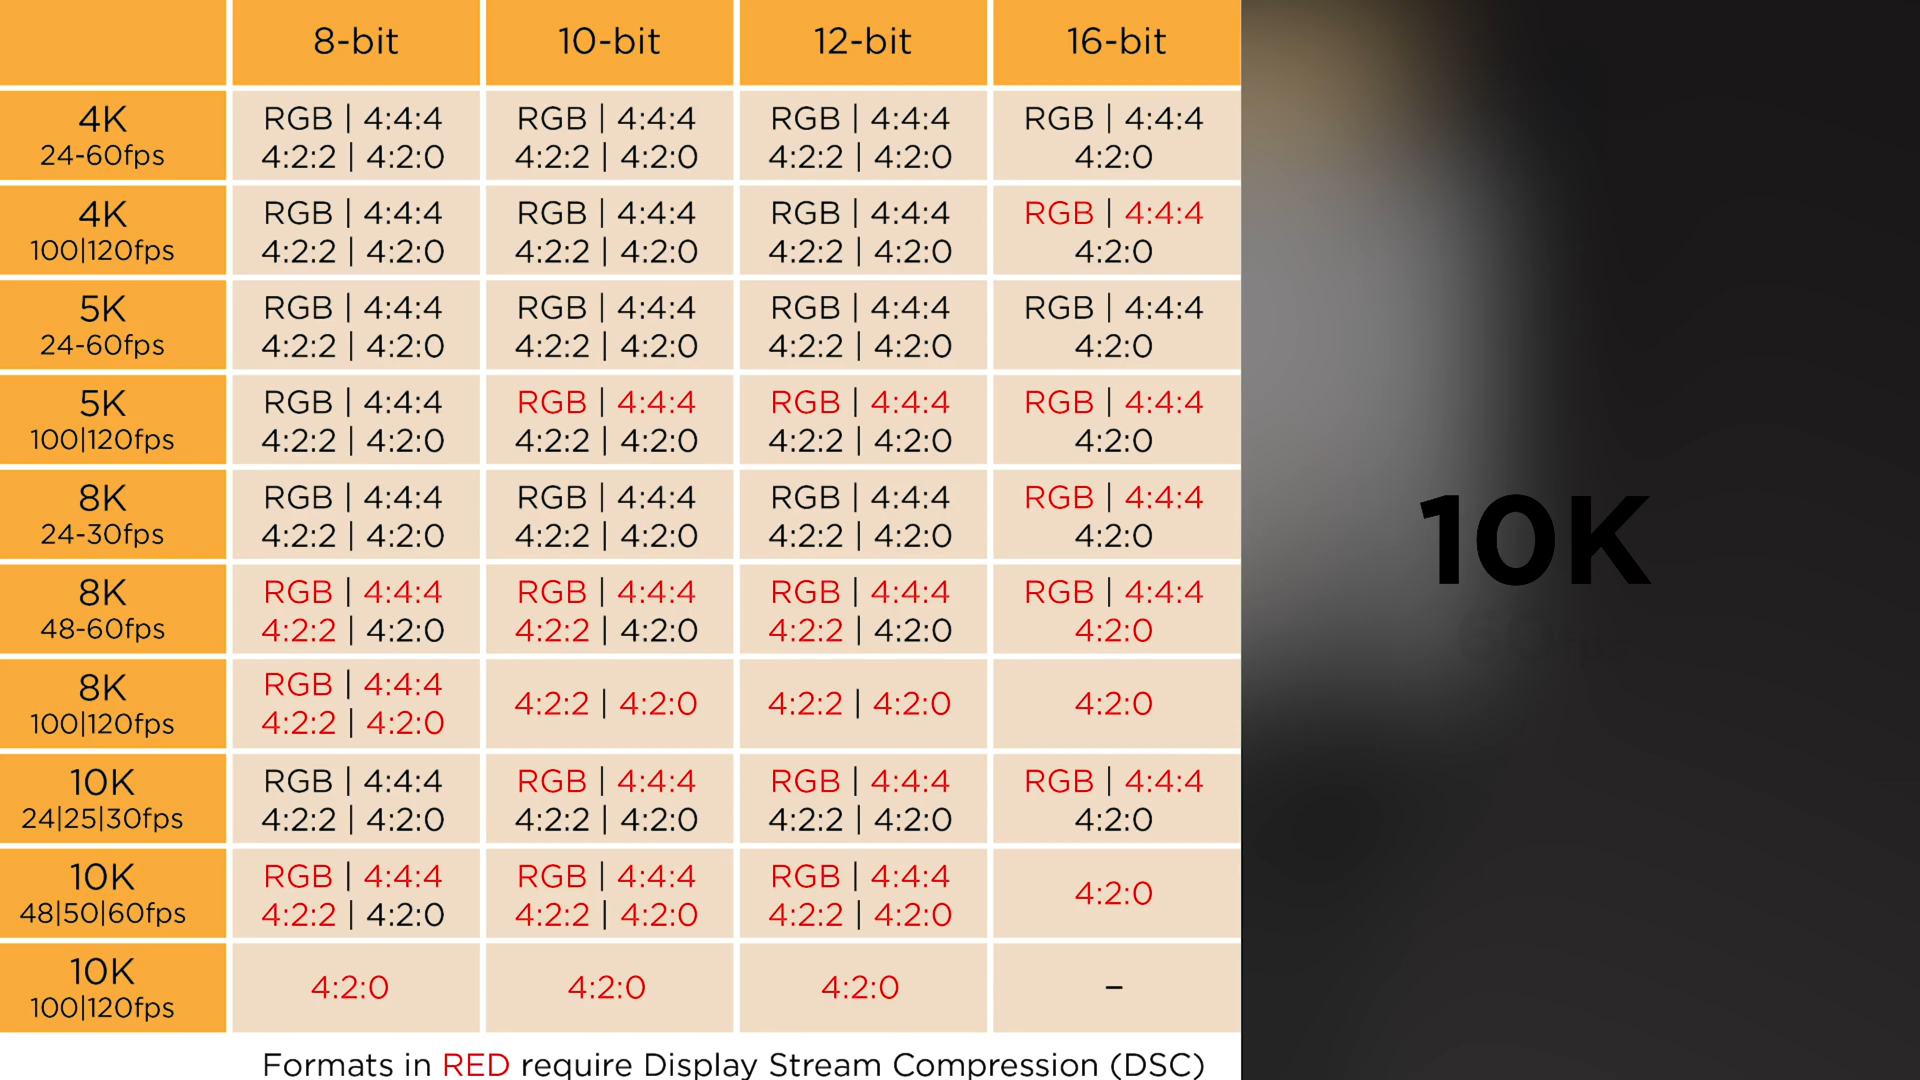 8-bit 10-bit 12-bit 16-bit
4K
24-60fps
RGB | 4:4:4
4:2:2 | 4:2:0
RGB | 4:4:4
4:2:2 | 4:2:0
RGB | 4:4:4
4:2:2 | 4:2:0
RGB | 4:4:4
4:2:0
4K
100|120fps
RGB | 4:4:4
4:2:2 | 4:2:0
RGB | 4:4:4
4:2:2 | 4:2:0
RGB | 4:4:4
4:2:2 | 4:2:0
RGB | 4:4:4
4:2:0
5K
24-60fps
RGB | 4:4:4
4:2:2 | 4:2:0
RGB | 4:4:4
4:2:2 | 4:2:0
RGB | 4:4:4
4:2:2 | 4:2:0
RGB | 4:4:4
4:2:0
5K
100|120fps
RGB | 4:4:4
4:2:2 | 4:2:0
RGB | 4:4:4
4:2:2 | 4:2:0
RGB | 4:4:4
4:2:2 | 4:2:0
RGB | 4:4:4
4:2:0
8K
24-30fps
RGB | 4:4:4
4:2:2 | 4:2:0
RGB | 4:4:4
4:2:2 | 4:2:0
RGB | 4:4:4
4:2:2 | 4:2:0
RGB | 4:4:4
4:2:0
8K
48-60fps
RGB | 4:4:4
4:2:2 | 4:2:0
RGB | 4:4:4
4:2:2 | 4:2:0
RGB | 4:4:4
4:2:2 | 4:2:0
RGB | 4:4:4
4:2:0
8K
100|120fps
RGB | 4:4:4
4:2:2 | 4:2:0
4:2:2 | 4:2:0
4:2:2 | 4:2:0
4:2:0
10K
24|25|30fps
RGB | 4:4:4
4:2:2 | 4:2:0
RGB | 4:4:4
4:2:2 | 4:2:0
RGB | 4:4:4
4:2:2 | 4:2:0
RGB | 4:4:4
4:2:0
10K
48|50|60fps
RGB | 4:4:4
4:2:2 | 4:2:0
RGB | 4:4:4
4:2:2 | 4:2:0
RGB | 4:4:4
4:2:2 | 4:2:0
4:2:0
10K
100|120fps
4:2:0
4:2:0
4:2:0
–
Formats in RED require Display Stream Compression (DSC)
10K